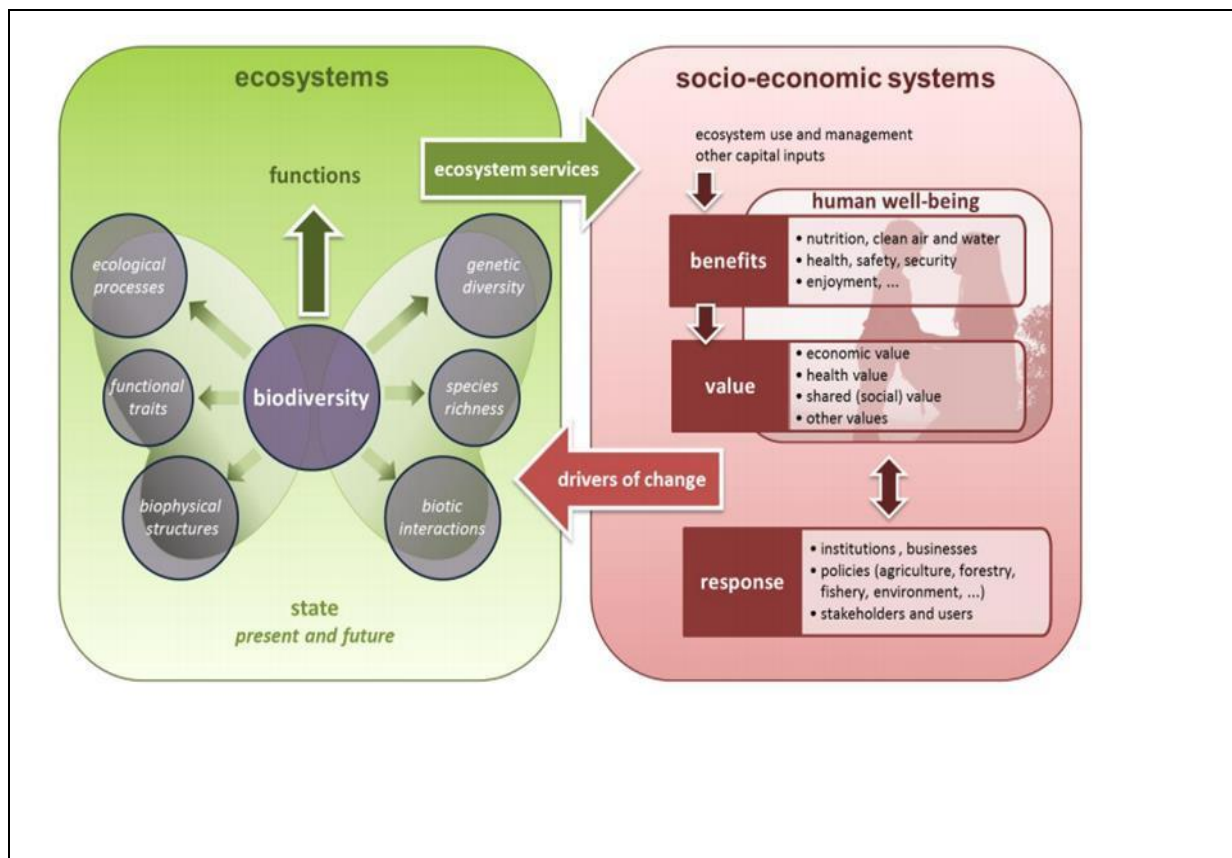 ecosystems
functions
ecological
processes
genetic
diversity
functional
traits
biodiversity
species
richness
biophysical
structures
biotic
interactions
state
present and future
ecosystem services
drivers of change
socio-economic systems
ecosystem use and management
other capital inputs
human well-being
benefits
• nutrition, clean air and water
• health, safety, security
• enjoyment, ...
value
• economic value
• health value
• shared (social) value
• other values
response
• institutions , businesses
• policies (agriculture, forestry,
fishery, environment, ...)
• stakeholders and users